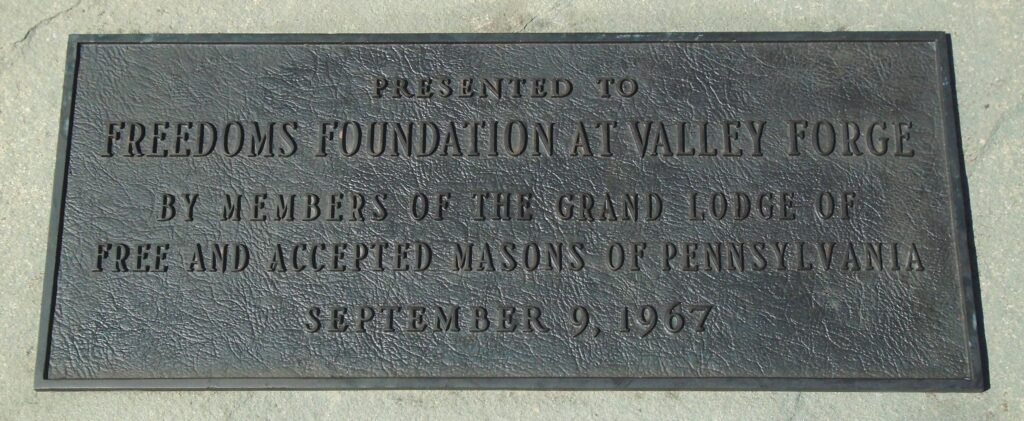 PRESENTED TO
FREEDOMS FOUNDATION AT VALLEY FORGE
BY MEMBERS OF THE GRAND LODGE OF
FREE AND ACCEPTED MASONS OF PENNSYLVANIA
SEPTEMBER 9, 1967